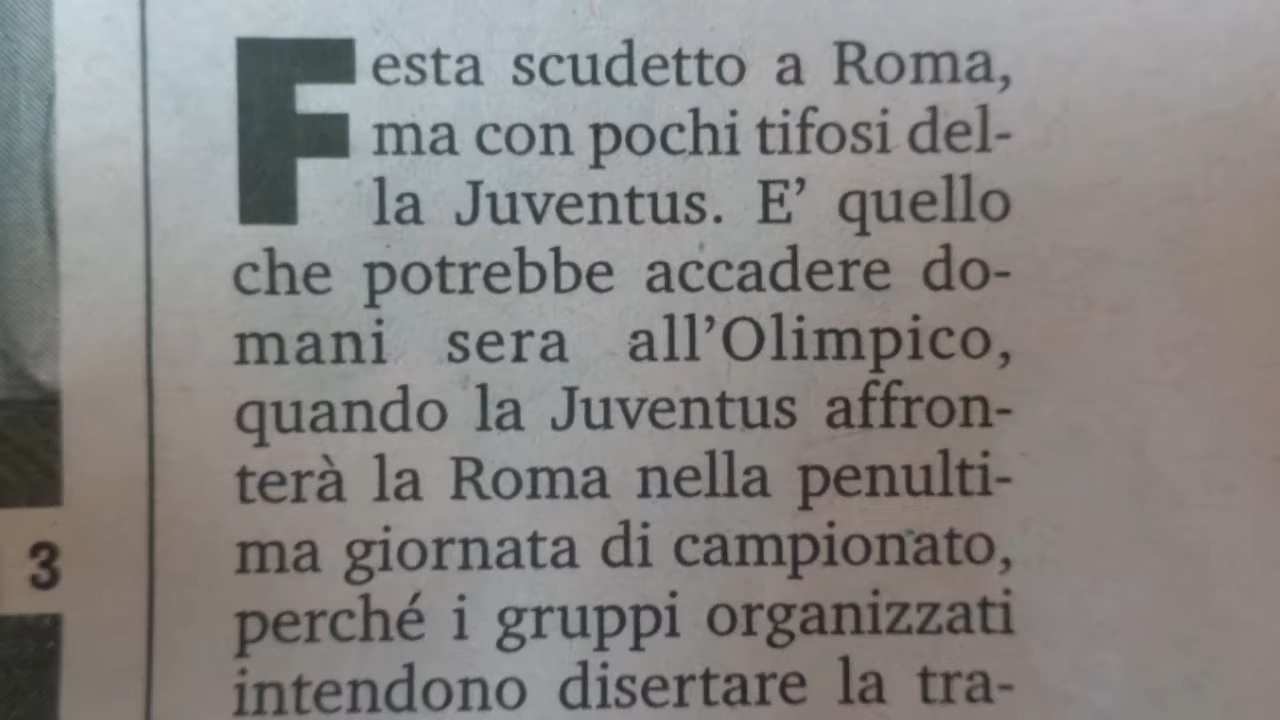 Festa scudetto a Roma,
ma con pochi tifosi del-
la Juventus. E' quello
che potrebbe accadere do-
mani sera all'Olimpico,
quando la Juventus affron-
terà la Roma nella penulti-
ma giornata di campionato,
perché i gruppi organizzati
intendono disertare la tra-
3